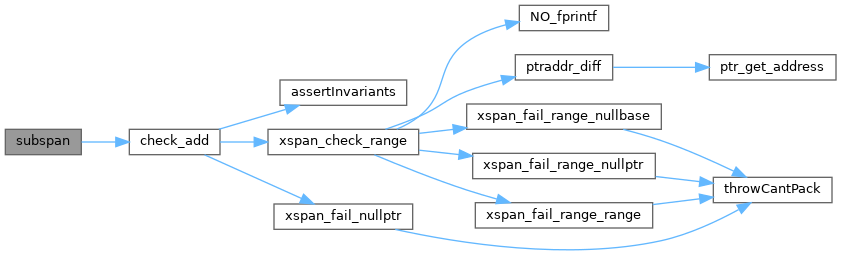 subspan
check_add
assertInvariants
xspan_check_range
xspan_fail_nullptr
NO_fprintf
ptraddr_diff
xspan_fail_range_nullbase
xspan_fail_range_nullptr
xspan_fail_range_range
ptr_get_address
throwCantPack